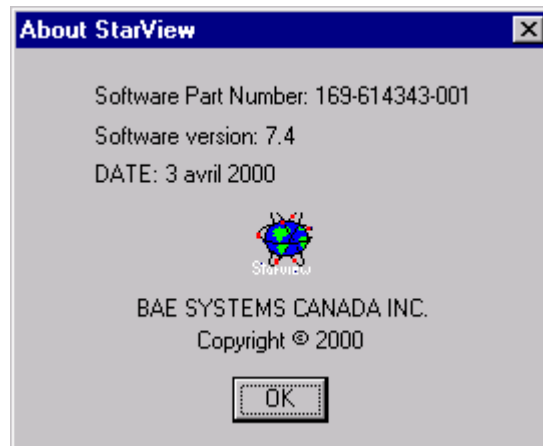 About StarView
Software Part Number: 169-614343-001
Software version: 7.4
DATE: 3 avril 2000
Starview
BAE SYSTEMS CANADA INC.
Copyright © 2000
OK